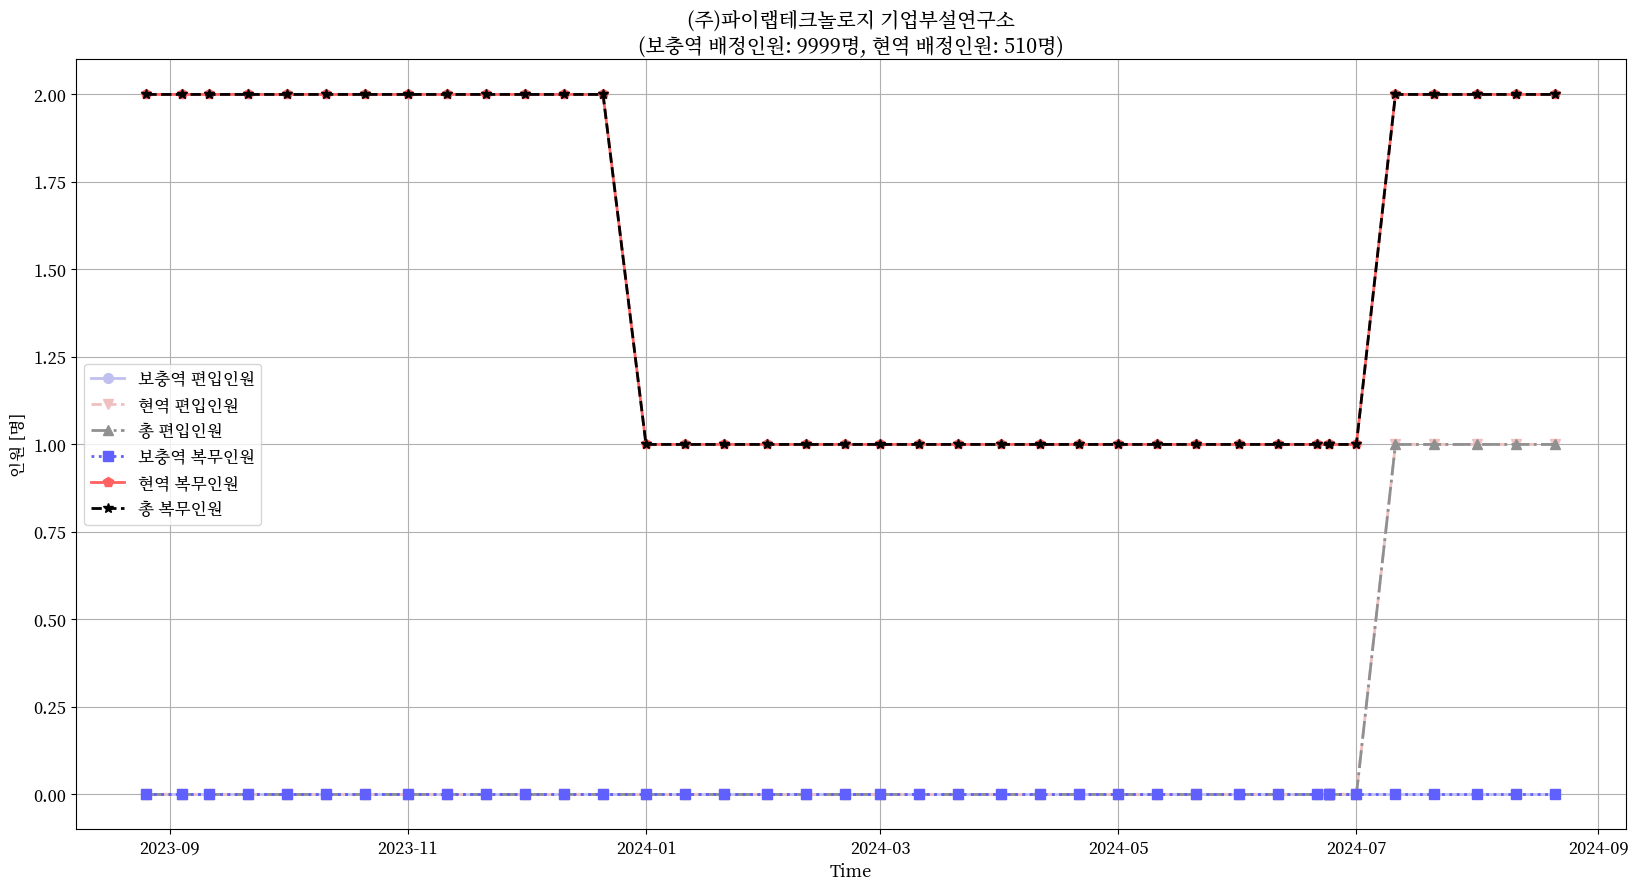 (주)파이랩테크놀로지 기업부설연구소
(보충역 배정인원: 9999명, 현역 배정인원: 510명)
2.00
1.75
1.50
1.25
1.00
0.75
0.50
0.25
0.00
인원 [명]
보충역 편입인원
현역 편입인원
총 편입인원
보충역 복무인원
현역 복무인원
총 복무인원
2023-09
2023-11
2024-01
2024-03
2024-05
2024-07
2024-09
Time